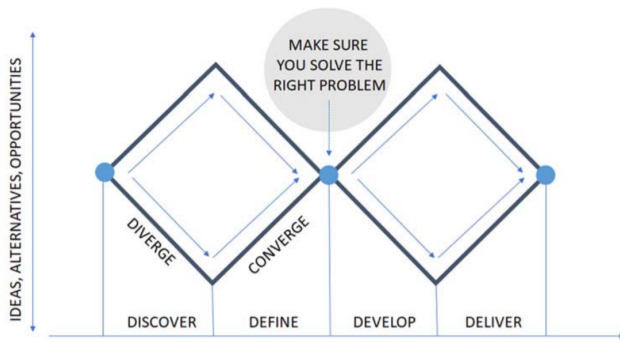 MAKE SURE
YOU SOLVE THE
RIGHT PROBLEM
IDEAS, ALTERNATIVES, OPPORTUNITIES
DIVERGE
CONVERGE
DISCOVER
DEFINE
DEVELOP
DELIVER